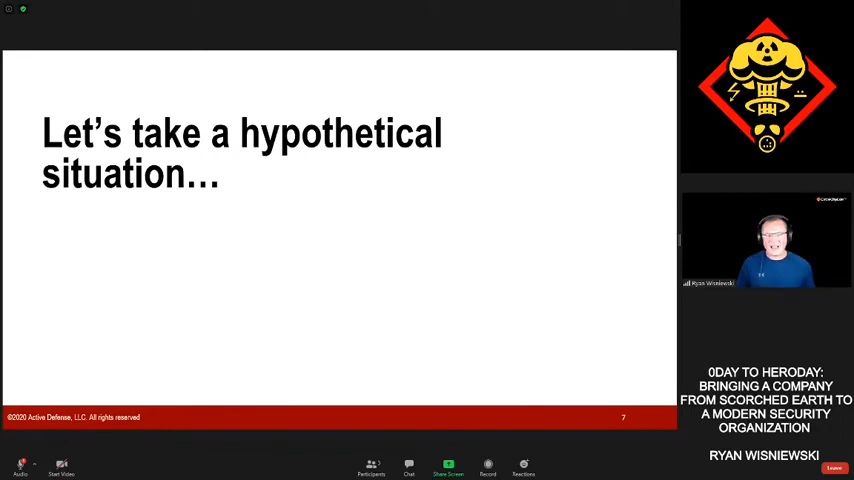 Let's take a hypothetical
situation...
©2020 Active Defense, LLC. All rights reserved
7
Ryan Wisniewski
0DAY TO HERODAY:
BRINGING A COMPANY
FROM SCORCHED EARTH TO
A MODERN SECURITY
ORGANIZATION
RYAN WISNIEWSKI
Audio
Start Video
Participants
Chat
Share Screen
Record
Reactions
Leave